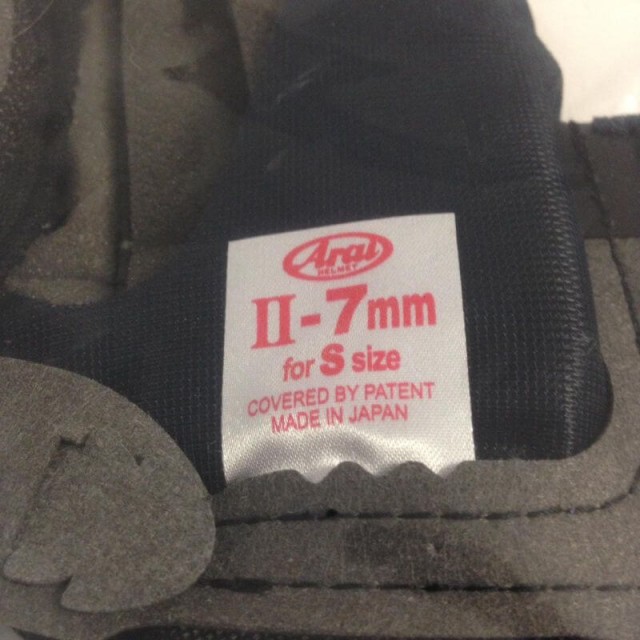 Arai
HELMET
II-7mm
for S size
COVERED BY PATENT
MADE IN JAPAN